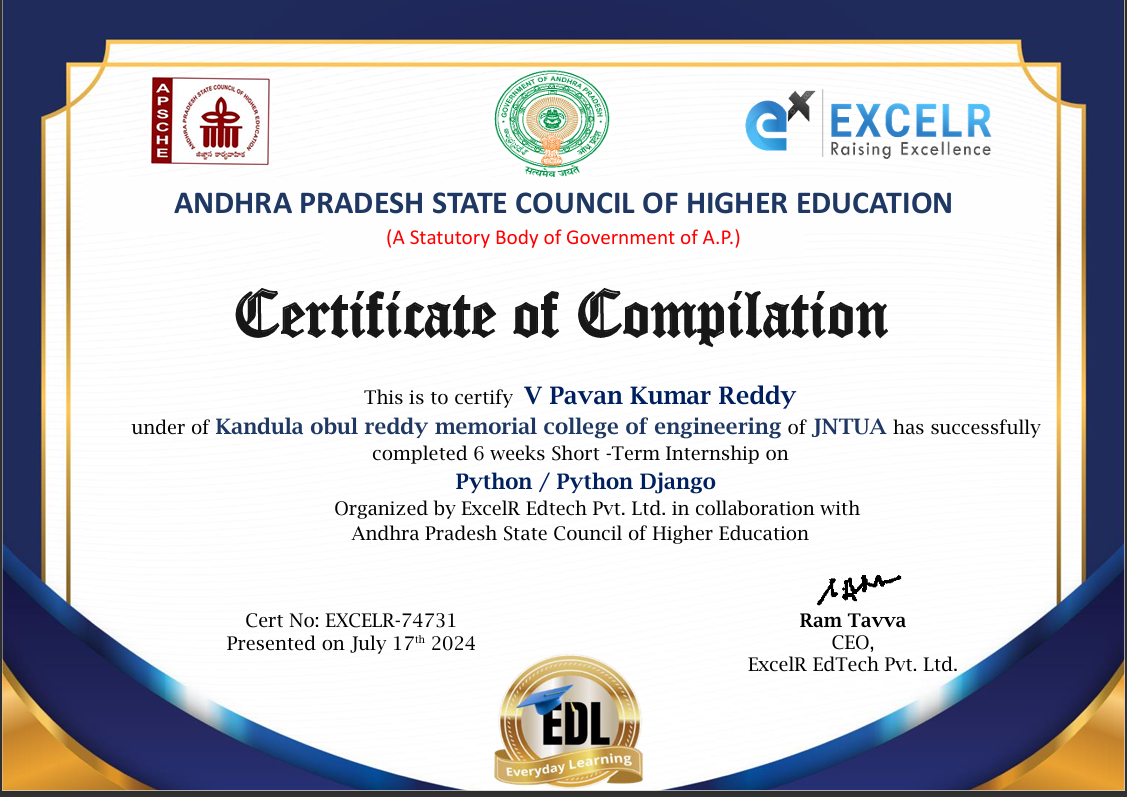 APSCHE
ANDHRA PRADESH STATE COUNCIL OF HIGHER EDUCATION
GOVERNMENT OF ANDHRA PRADESH
सत्यमेव जयते
eX
EXCELR
Raising Excellence
ANDHRA PRADESH STATE COUNCIL OF HIGHER EDUCATION
(A Statutory Body of Government of A.P.)
Certificate of Compilation
This is to certify V Pavan Kumar Reddy
under of Kandula obul reddy memorial college of engineering of JNTUA has successfully
completed 6 weeks Short -Term Internship on
Python / Python Django
Organized by ExcelR Edtech Pvt. Ltd. in collaboration with
Andhra Pradesh State Council of Higher Education
Cert No: EXCELR-74731
Presented on July 17th 2024
Ram Tavva
CEO,
ExcelR EdTech Pvt. Ltd.
EDL
Everyday Learning